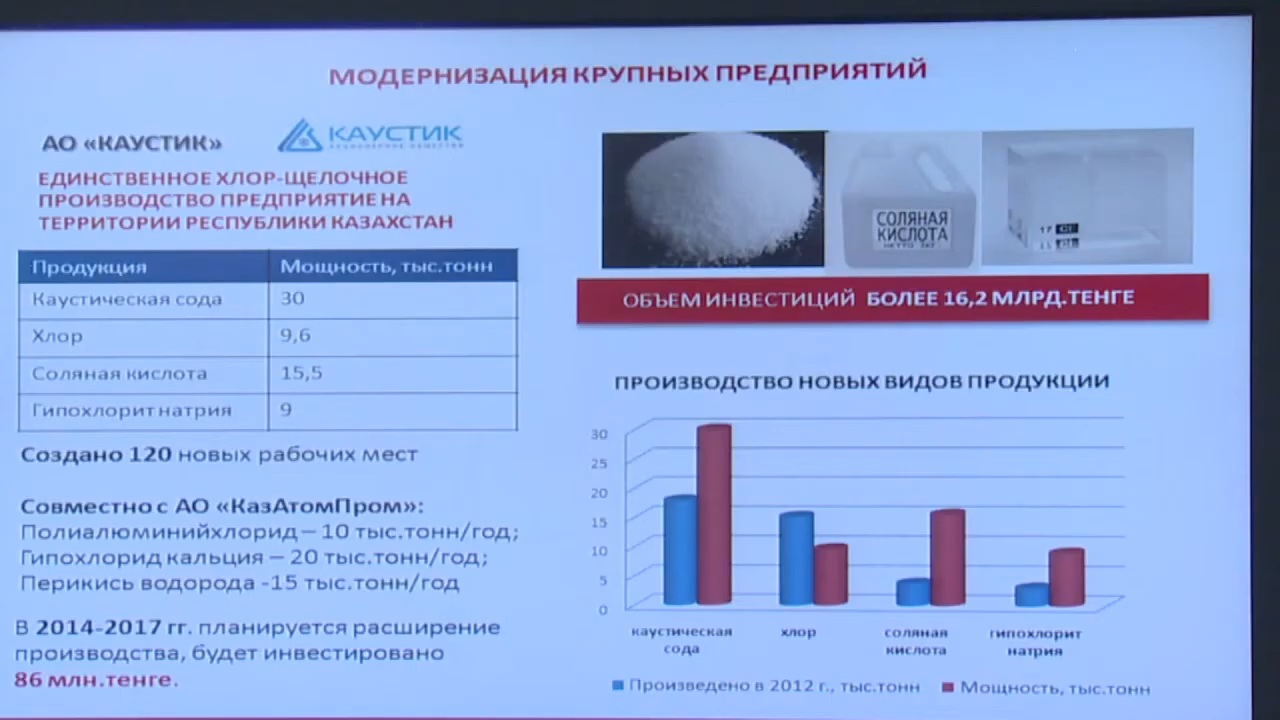 МОДЕРНИЗАЦИЯ КРУПНЫХ ПРЕДПРИЯТИЙ
АО «КАУСТИК»
КАУСТИК
АКЦИОНЕРНОЕ ОБЩЕСТВО
ЕДИНСТВЕННОЕ ХЛОР-ЩЕЛОЧНОЕ
ПРОИЗВОДСТВО ПРЕДПРИЯТИЕ НА
ТЕРРИТОРИИ РЕСПУБЛИКИ КАЗАХСТАН
Продукция Мощность, тыс.тонн
Каустическая сода 30
Хлор 9,6
Соляная кислота 15,5
Гипохлорит натрия 9
Создано 120 новых рабочих мест
Совместно с АО «КазАтомПром»:
Полиалюминийхлорид – 10 тыс.тонн/год;
Гипохлорид кальция – 20 тыс.тонн/год;
Перикись водорода -15 тыс.тонн/год
В 2014-2017 гг. планируется расширение
производства, будет инвестировано
86 млн.тенге.
СОЛЯНАЯ
КИСЛОТА
17 Cl
ОБЪЕМ ИНВЕСТИЦИЙ БОЛЕЕ 16,2 МЛРД.ТЕНГЕ
ПРОИЗВОДСТВО НОВЫХ ВИДОВ ПРОДУКЦИИ
30
25
20
15
10
5
0
каустическая
сода
хлор
соляная
кислота
гипохлорит
натрия
Произведено в 2012 г., тыс.тонн
Мощность, тыс.тонн